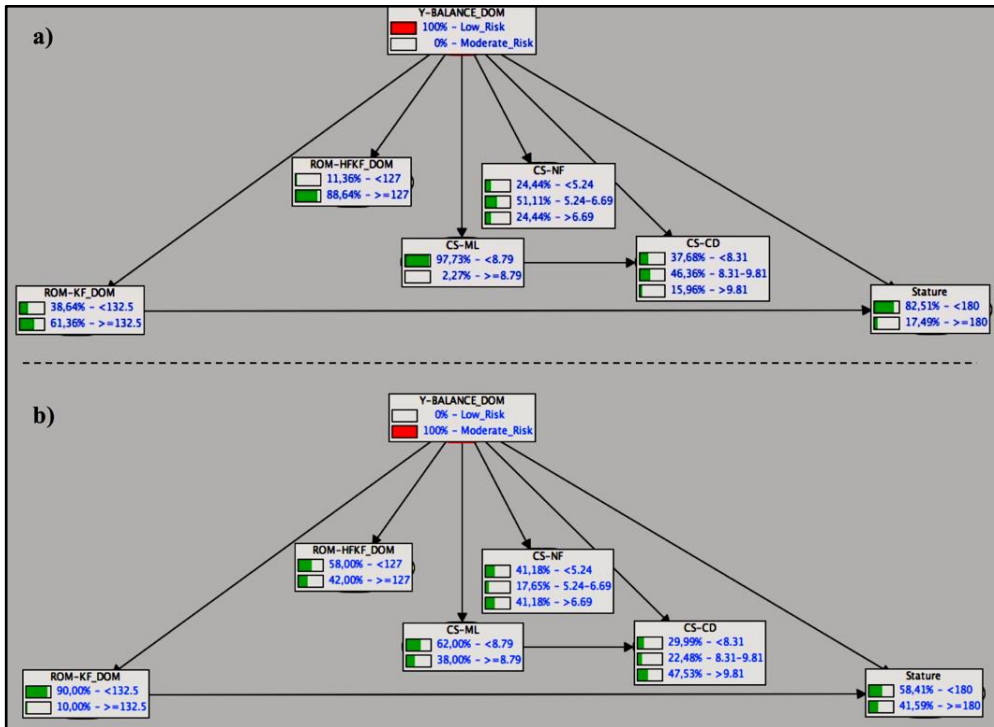 a)
Y-BALANCE_DOM
100% - Low_Risk
0% - Moderate_Risk
ROM-HFKF_DOM
11,36% - <127
88,64% - >=127
CS-NF
24,44% - <5.24
51,11% - 5.24-6.69
24,44% - >6.69
CS-ML
97,73% - <8.79
2,27% - >=8.79
CS-CD
37,68% - <8.31
46,36% - 8.31-9.81
15,96% - >9.81
ROM-KF_DOM
38,64% - <132.5
61,36% - >=132.5
Stature
82,51% - <180
17,49% - >=180
b)
Y-BALANCE_DOM
0% - Low_Risk
100% - Moderate_Risk
ROM-HFKF_DOM
58,00% - <127
42,00% - >=127
CS-NF
41,18% - <5.24
17,65% - 5.24-6.69
41,18% - >6.69
CS-ML
62,00% - <8.79
38,00% - >=8.79
CS-CD
29,99% - <8.31
22,48% - 8.31-9.81
47,53% - >9.81
ROM-KF_DOM
90,00% - <132.5
10,00% - >=132.5
Stature
58,41% - <180
41,59% - >=180